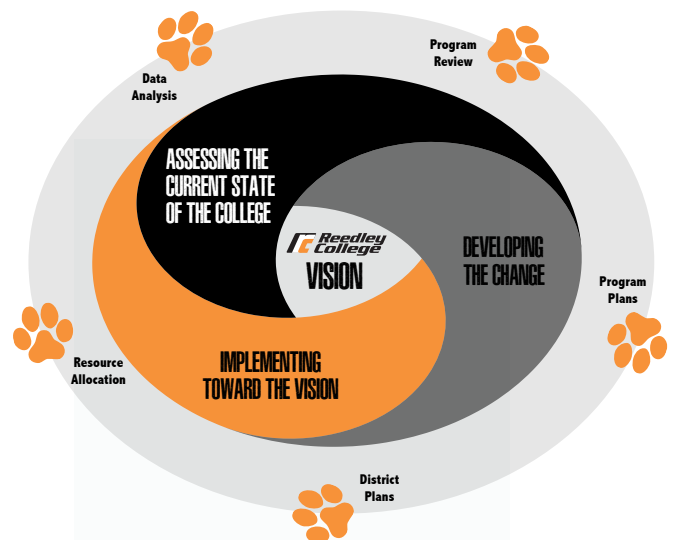 Data
Analysis
Program
Review
ASSESSING THE
CURRENT STATE
OF THE COLLEGE
Reedley
College
VISION
DEVELOPING
THE CHANGE
Program
Plans
IMPLEMENTING
TOWARD THE VISION
Resource
Allocation
District
Plans